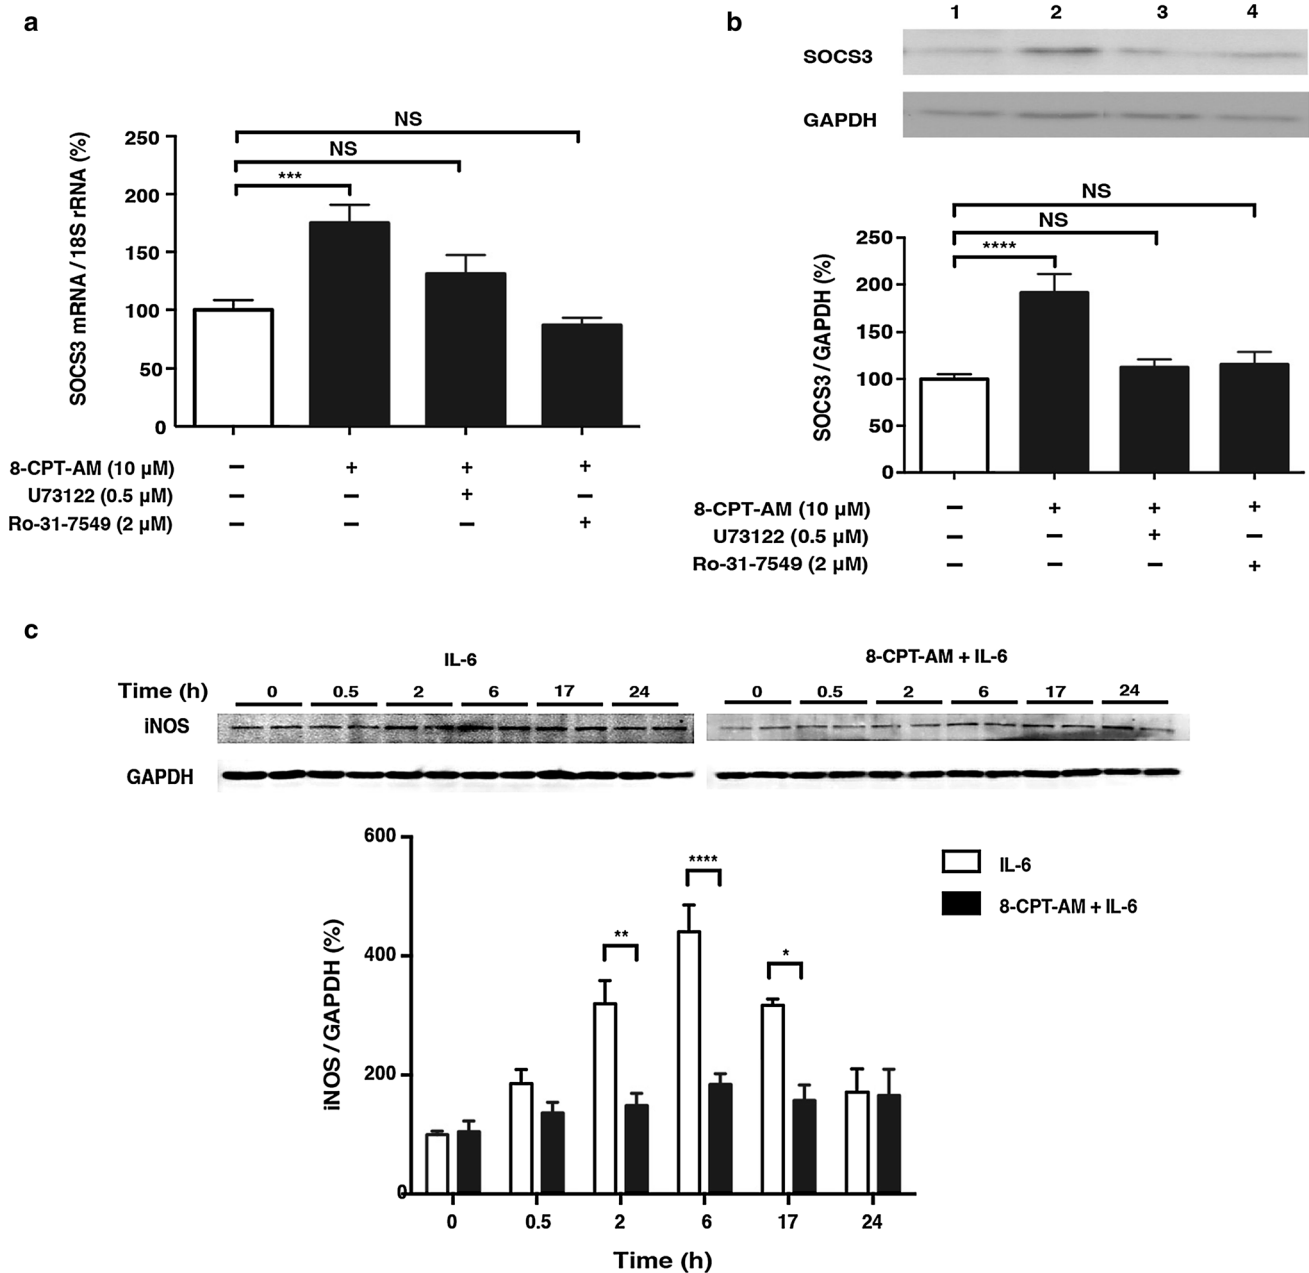 a
SOCS3 mRNA / 18S rRNA (%)
250
200
150
100
50
0
NS
NS
***
8-CPT-AM (10 µM) – + + +
U73122 (0.5 µM) – – + –
Ro-31-7549 (2 µM) – – – +
b
1 2 3 4
SOCS3
GAPDH
SOCS3 / GAPDH (%)
250
200
150
100
50
0
NS
NS
****
8-CPT-AM (10 µM) – + + +
U73122 (0.5 µM) – – + –
Ro-31-7549 (2 µM) – – – +
c
IL-6 8-CPT-AM + IL-6
Time (h) 0 0.5 2 6 17 24 0 0.5 2 6 17 24
iNOS
GAPDH
iNOS / GAPDH (%)
600
400
200
0
**
****
*
IL-6
8-CPT-AM + IL-6
0 0.5 2 6 17 24
Time (h)